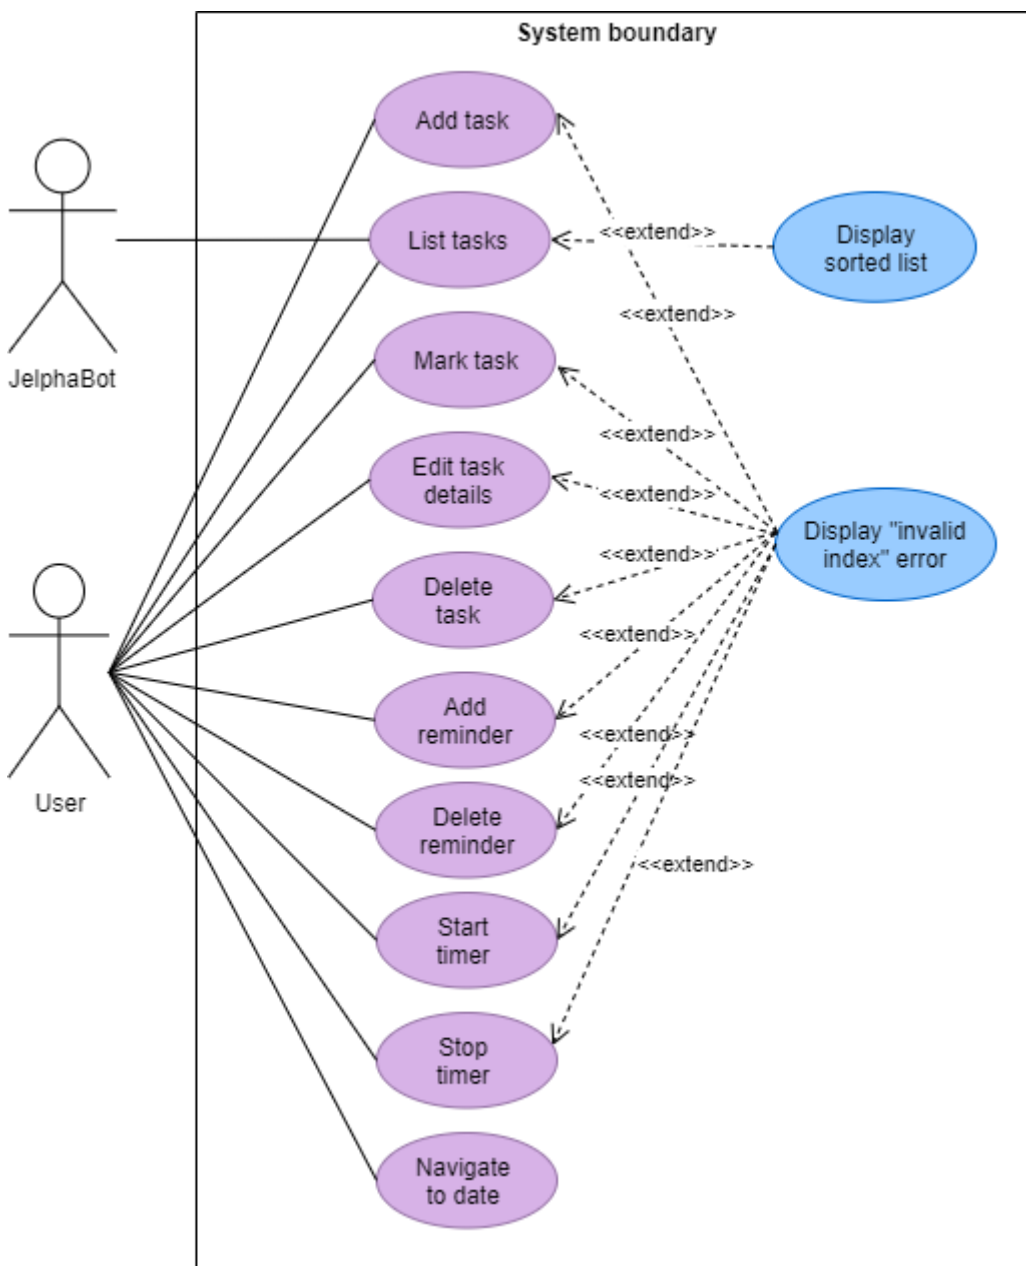 System boundary
Add task
List tasks
<<extend>>
Display
sorted list
<<extend>>
Mark task
JelphaBot
<<extend>>
Edit task
details
<<extend>>
Display "invalid
index" error
<<extend>>
Delete
task
<<extend>>
Add
reminder
<<extend>>
<<extend>>
User
Delete
reminder
<<extend>>
Start
timer
Stop
timer
Navigate
to date